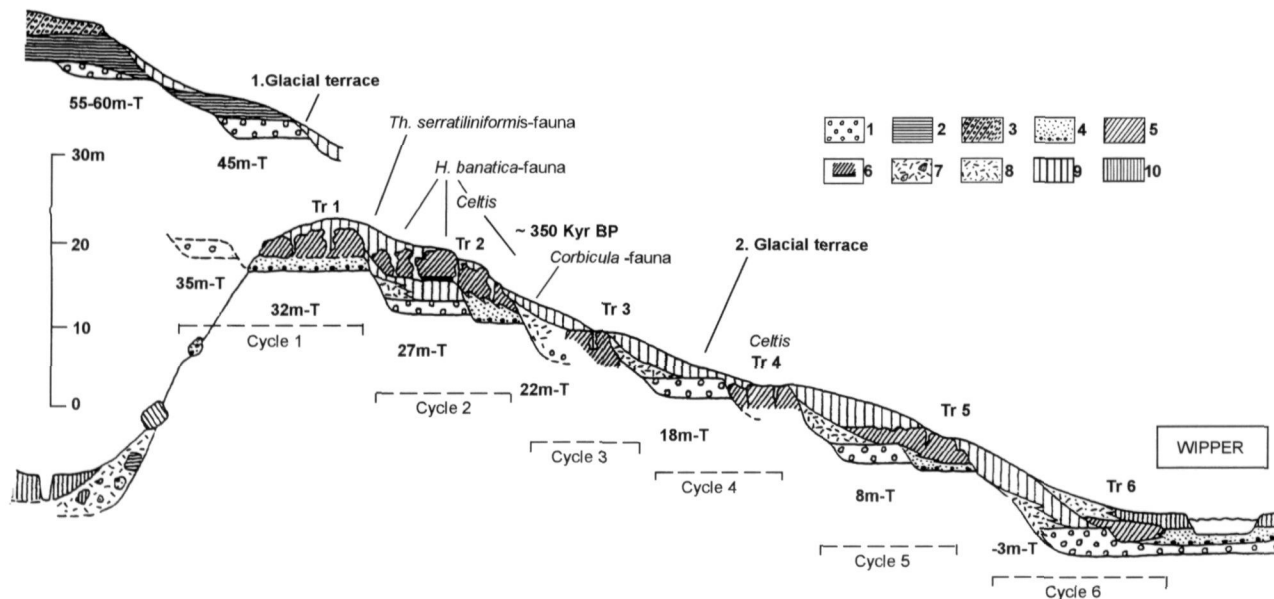 1.Glacial terrace
55-60m-T
45m-T
Th. serratiliniformis-fauna
H. banatica-fauna
Celtis
~ 350 Kyr BP
Corbicula -fauna
2. Glacial terrace
1 2 3 4 5
6 7 8 9 10
30m
20
10
0
Tr 1
Tr 2
Tr 3
Celtis
Tr 4
Tr 5
Tr 6
WIPPER
35m-T
32m-T
27m-T
22m-T
18m-T
8m-T
-3m-T
Cycle 1
Cycle 2
Cycle 3
Cycle 4
Cycle 5
Cycle 6